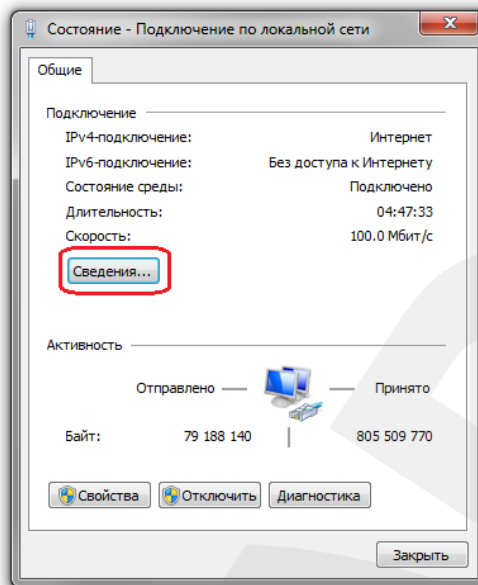 Состояние - Подключение по локальной сети
Общие
Подключение
IPv4-подключение: Интернет
IPv6-подключение: Без доступа к Интернету
Состояние среды: Подключено
Длительность: 04:47:33
Скорость: 100.0 Мбит/с
Сведения...
Активность
Отправлено — Принято
Байт: 79 188 140 | 805 509 770
Свойства Отключить Диагностика
Закрыть